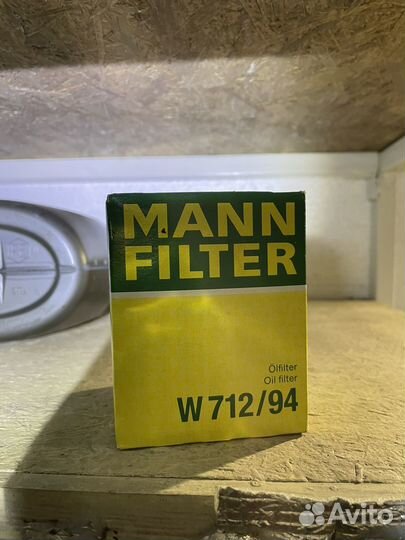 MANN
FILTER
Ölfilter
Oil filter
W 712/94
Avito